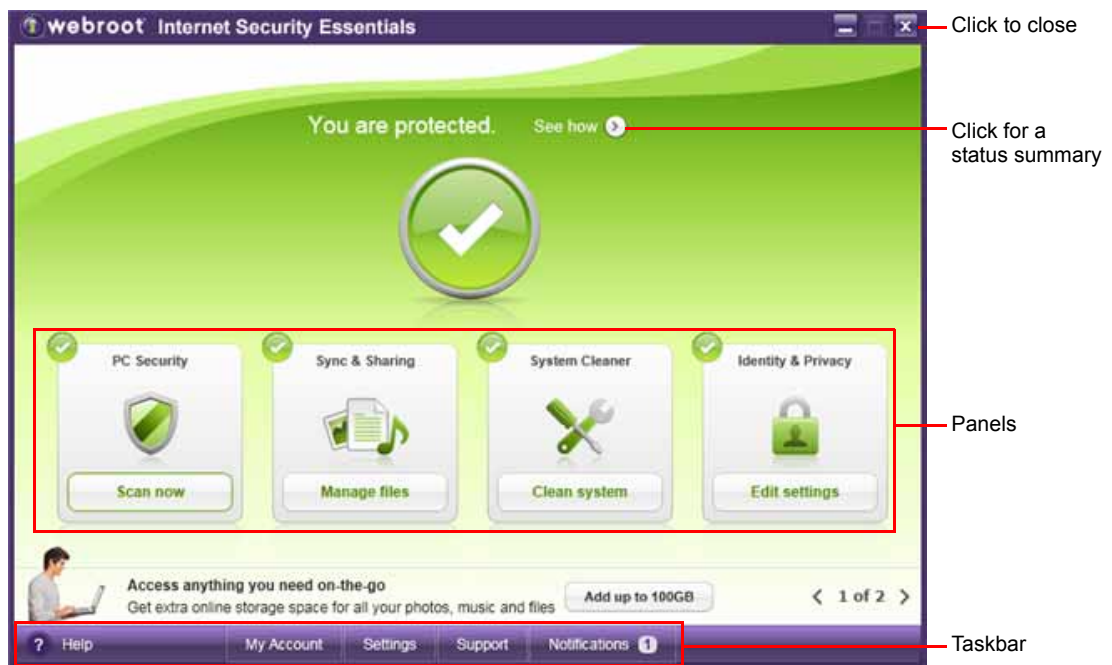 webroot Internet Security Essentials
Click to close
You are protected. See how
Click for a
status summary
PC Security
Sync & Sharing
System Cleaner
Identity & Privacy
Panels
Scan now
Manage files
Clean system
Edit settings
Access anything you need on-the-go
Get extra online storage space for all your photos, music and files
Add up to 100GB
1 of 2
? Help
My Account
Settings
Support
Notifications 1
Taskbar